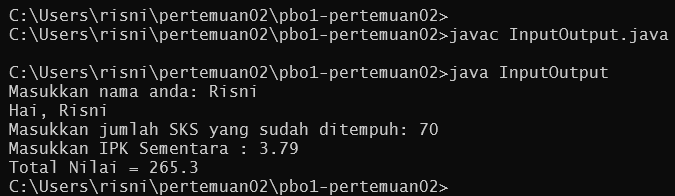 C:\Users\risni\pertemuan02\pbo1-pertemuan02>
C:\Users\risni\pertemuan02\pbo1-pertemuan02>javac InputOutput.java
C:\Users\risni\pertemuan02\pbo1-pertemuan02>java InputOutput
Masukkan nama anda: Risni
Hai, Risni
Masukkan jumlah SKS yang sudah ditempuh: 70
Masukkan IPK Sementara : 3.79
Total Nilai = 265.3
C:\Users\risni\pertemuan02\pbo1-pertemuan02>